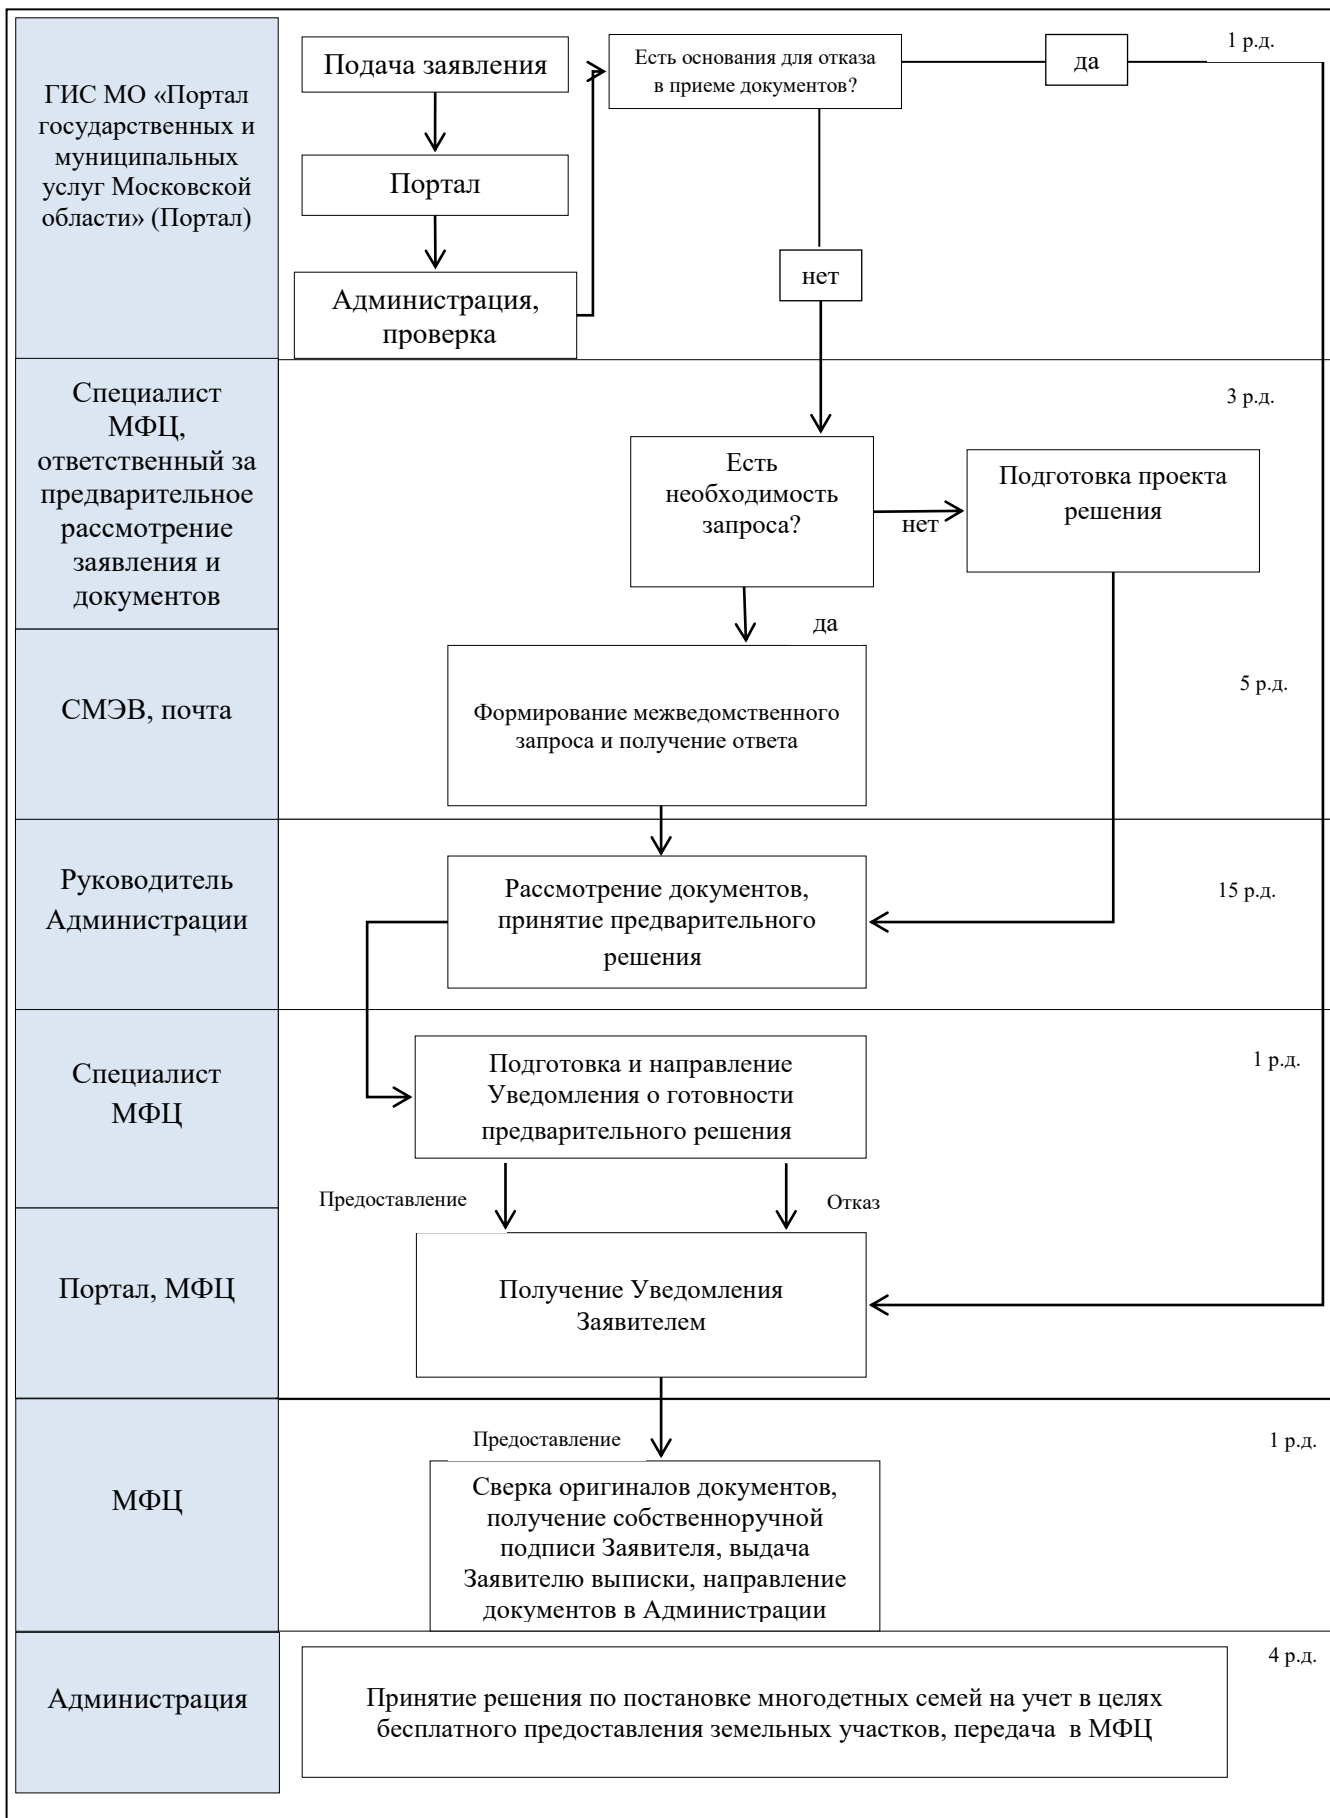 ГИС МО «Портал
государственных и
муниципальных
услуг Московской
области» (Портал)
Подача заявления
Портал
Администрация,
проверка
Есть основания для отказа
в приеме документов?
да
1 р.д.
нет
Специалист
МФЦ,
ответственный за
предварительное
рассмотрение
заявления и
документов
3 р.д.
Есть
необходимость
запроса?
нет
Подготовка проекта
решения
да
СМЭВ, почта
5 р.д.
Формирование межведомственного
запроса и получение ответа
Руководитель
Администрации
Рассмотрение документов,
принятие предварительного
решения
15 р.д.
Специалист
МФЦ
Подготовка и направление
Уведомления о готовности
предварительного решения
1 р.д.
Предоставление
Отказ
Портал, МФЦ
Получение Уведомления
Заявителем
МФЦ
Предоставление
1 р.д.
Сверка оригиналов документов,
получение собственноручной
подписи Заявителя, выдача
Заявителю выписки, направление
документов в Администрации
Администрация
4 р.д.
Принятие решения по постановке многодетных семей на учет в целях
бесплатного предоставления земельных участков, передача  в МФЦ